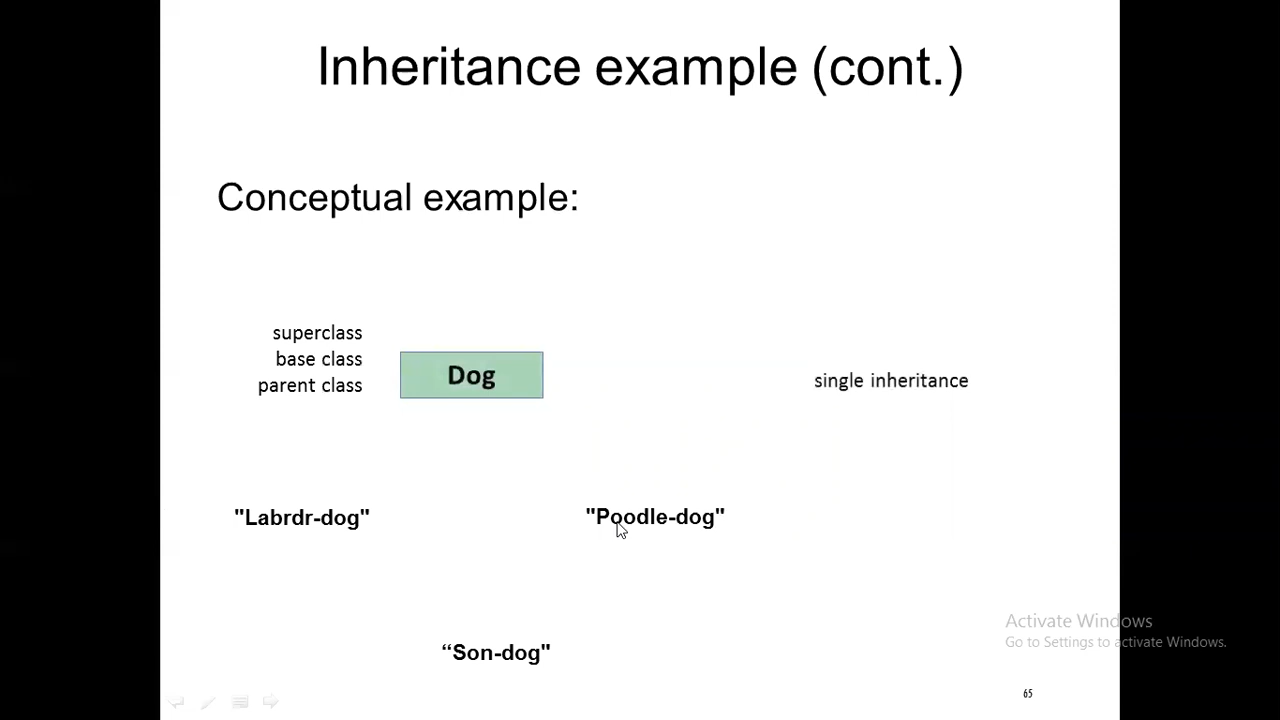 Inheritance example (cont.)
Conceptual example:
superclass
base class
parent class
Dog
single inheritance
"Labrdr-dog"
"Poodle-dog"
“Son-dog"
Activate Windows
Go to Settings to activate Windows.
65